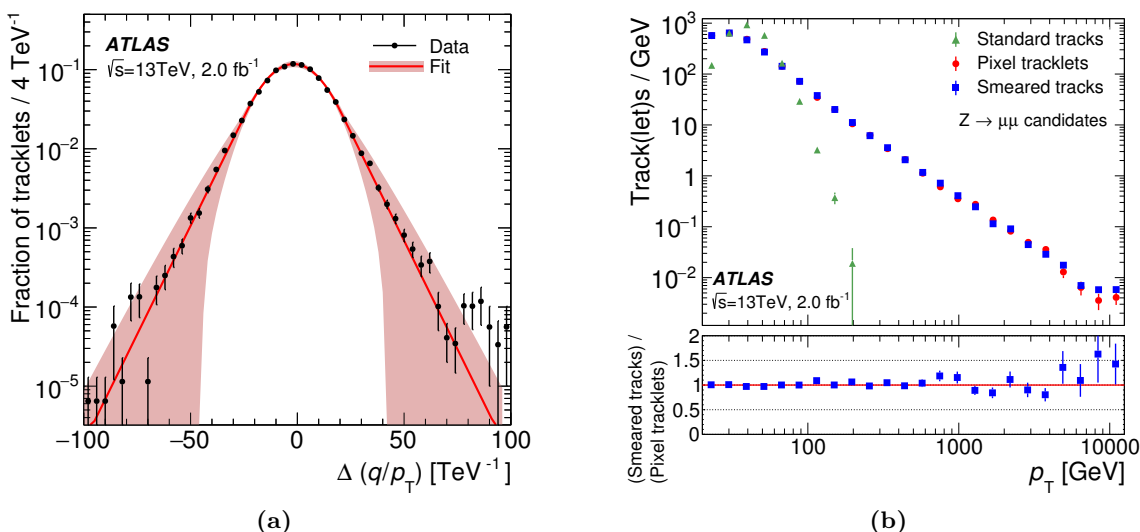 ATLAS
√s=13TeV, 2.0 fb⁻¹
Data
Fit
Fraction of tracklets / 4 TeV⁻¹
10⁻¹
10⁻²
10⁻³
10⁻⁴
10⁻⁵
−100 −50 0 50 100
Δ (q/p_T) [TeV⁻¹]
(a)
Track(let)s / GeV
10³
10²
10
1
10⁻¹
10⁻²
Standard tracks
Pixel tracklets
Smeared tracks
Z → μμ candidates
ATLAS
√s=13TeV, 2.0 fb⁻¹
(Smeared tracks) /
(Pixel tracklets)
2
1.5
1
0.5
0
100 1000 10000
p_T [GeV]
(b)